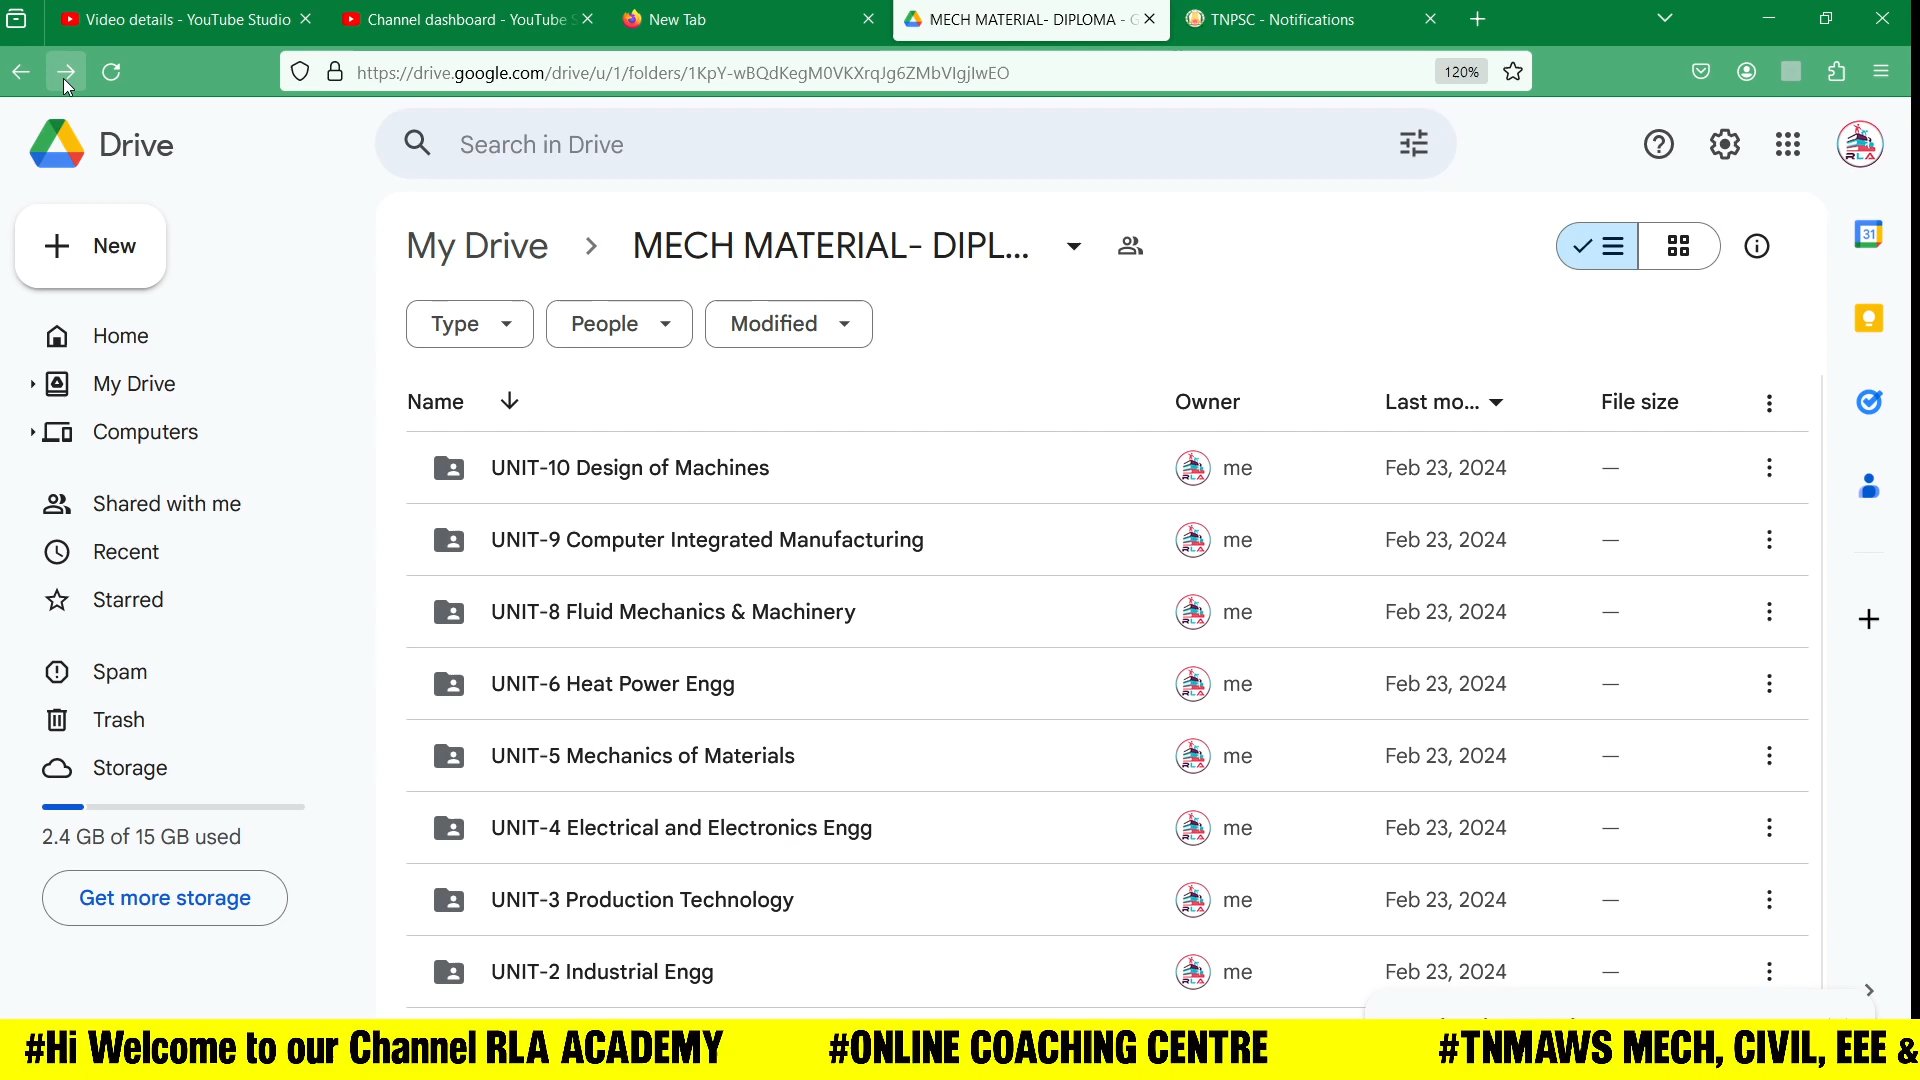 Video details - YouTube Studio
Channel dashboard - YouTube S
New Tab
MECH MATERIAL- DIPLOMA - G
TNPSC - Notifications
https://drive.google.com/drive/u/1/folders/1KpY-wBQdKegM0VKXrqJg6ZMbVIgjIwEO
120%
Drive
Search in Drive
RLA
New
My Drive > MECH MATERIAL- DIPL...
31
Type
People
Modified
Home
My Drive
Computers
Shared with me
Recent
Starred
Spam
Trash
Storage
2.4 GB of 15 GB used
Get more storage
Name Owner Last mo... File size
UNIT-10 Design of Machines me Feb 23, 2024 —
UNIT-9 Computer Integrated Manufacturing me Feb 23, 2024 —
UNIT-8 Fluid Mechanics & Machinery me Feb 23, 2024 —
UNIT-6 Heat Power Engg me Feb 23, 2024 —
UNIT-5 Mechanics of Materials me Feb 23, 2024 —
UNIT-4 Electrical and Electronics Engg me Feb 23, 2024 —
UNIT-3 Production Technology me Feb 23, 2024 —
UNIT-2 Industrial Engg me Feb 23, 2024 —
#Hi Welcome to our Channel RLA ACADEMY #ONLINE COACHING CENTRE #TNMAWS MECH, CIVIL, EEE &